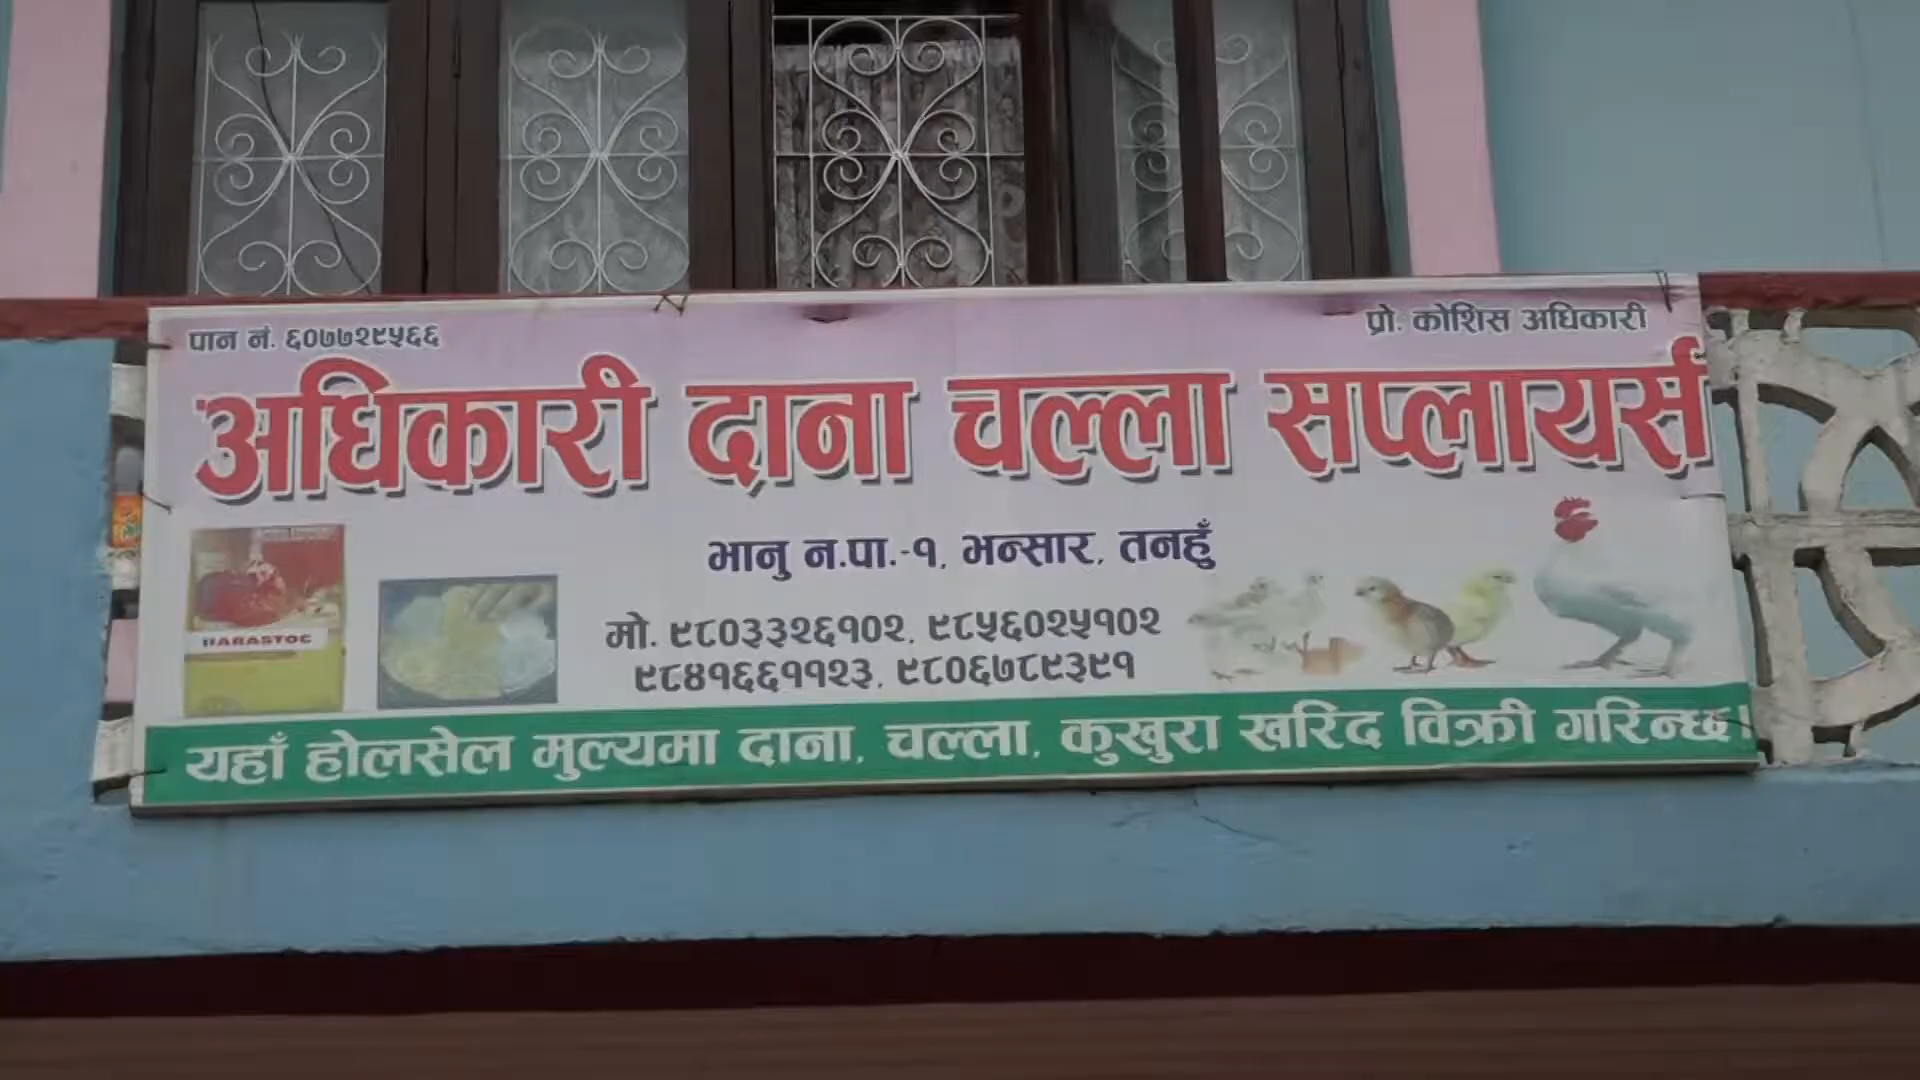 पान नं. ६०७७२९५६६
प्रो. कोशिस अधिकारी
अधिकारी दाना चल्ला सप्लायर्स
भानु न.पा.-१, भन्सार, तनहुँ
मो. ९८०३३२६१०२, ९८५६०२५१०२
९८४१६६११२३, ९८०६७८९३९१
HARASTOC
यहाँ होलसेल मुल्यमा दाना, चल्ला, कुखुरा खरिद विक्री गरिन्छ।